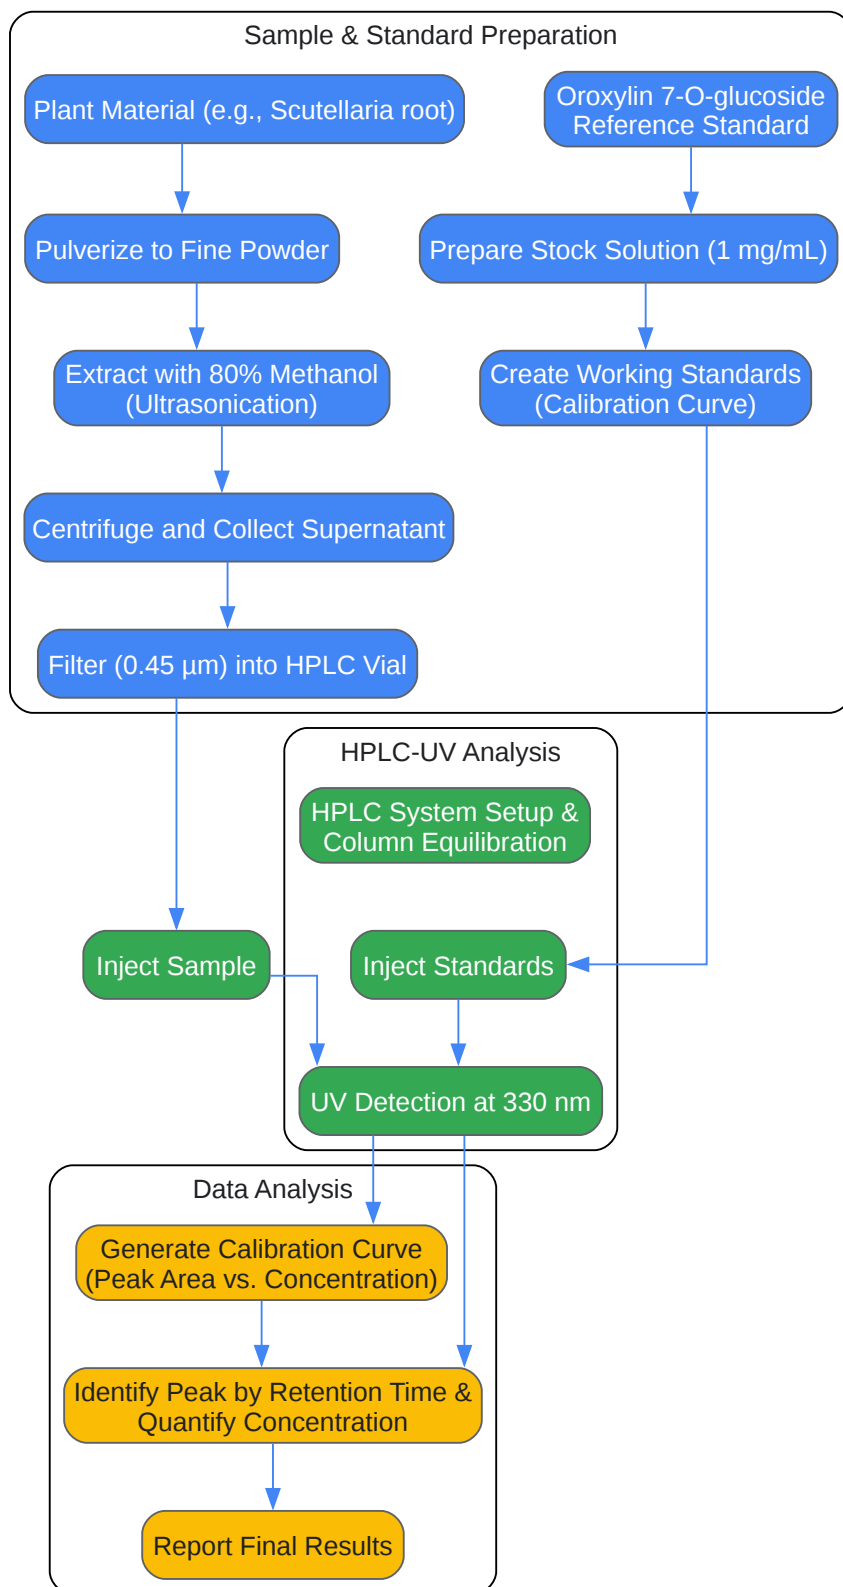 Sample & Standard Preparation
Plant Material (e.g., Scutellaria root)
Oroxylin 7-O-glucoside
Reference Standard
Pulverize to Fine Powder
Prepare Stock Solution (1 mg/mL)
Extract with 80% Methanol
(Ultrasonication)
Create Working Standards
(Calibration Curve)
Centrifuge and Collect Supernatant
Filter (0.45 µm) into HPLC Vial
HPLC-UV Analysis
HPLC System Setup &
Column Equilibration
Inject Sample
Inject Standards
UV Detection at 330 nm
Data Analysis
Generate Calibration Curve
(Peak Area vs. Concentration)
Identify Peak by Retention Time &
Quantify Concentration
Report Final Results